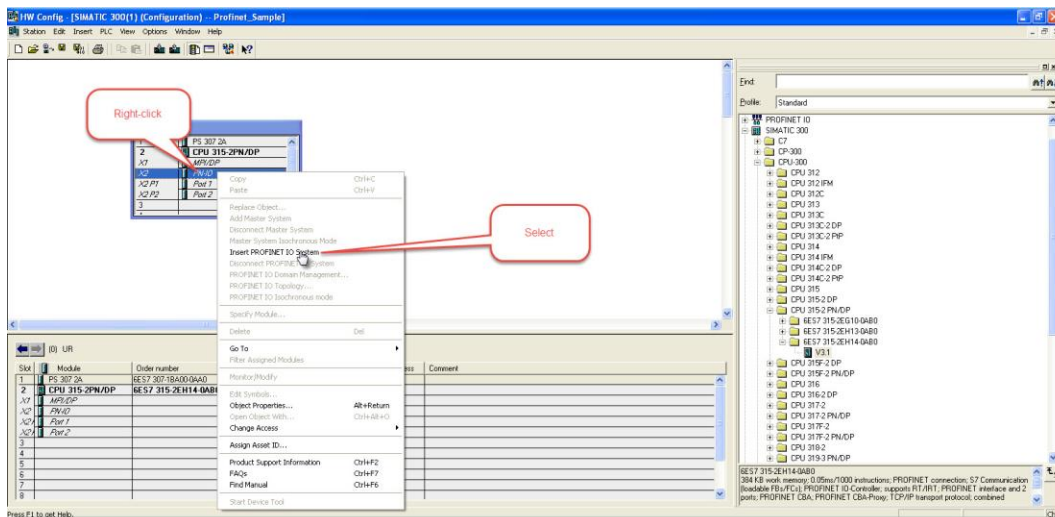 HW Config - [SIMATIC 300(1) (Configuration) -- Profinet_Sample]
Station Edit Insert PLC View Options Window Help
Right-click
1 PS 307 2A
2 CPU 315-2PN/DP
X1 MPI/DP
X2 PN-IO
X2 P1 Port 1
X2 P2 Port 2
3
Copy Ctrl+C
Paste Ctrl+V
Replace Object...
Add Master System
Disconnect Master System
Master-System Isochronous Mode
Insert PROFINET IO System
Disconnect PROFINET IO System
PROFINET IO Domain Management...
PROFINET IO Topology...
PROFINET IO Isochronous mode
Specify Module...
Delete Del
Go To
Filter Assigned Modules
Monitor/Modify
Edit Symbols...
Object Properties... Alt+Return
Open Object With... Ctrl+Alt+O
Change Access
Assign Asset ID...
Product Support Information Ctrl+F2
FAQs Ctrl+F7
Find Manual Ctrl+F6
Start Device Tool
Select
(0) UR
Slot Module Order number ess Comment
1 PS 307 2A 6ES7 307-1BA00-0AA0
2 CPU 315-2PN/DP 6ES7 315-2EH14-0AB0
X1 MPI/DP
X2 PN-IO
X2 Port 1
X2 Port 2
3
4
5
6
7
8
Find:
Profile: Standard
PROFINET IO
SIMATIC 300
C7
CP-300
CPU-300
CPU 312
CPU 312 IFM
CPU 312C
CPU 313
CPU 313C
CPU 313C-2 DP
CPU 313C-2 PtP
CPU 314
CPU 314 IFM
CPU 314C-2 DP
CPU 314C-2 PtP
CPU 315
CPU 315-2 DP
CPU 315-2 PN/DP
6ES7 315-2EG10-0AB0
6ES7 315-2EH13-0AB0
6ES7 315-2EH14-0AB0
V3.1
CPU 315F-2 DP
CPU 315F-2 PN/DP
CPU 316
CPU 316-2 DP
CPU 317-2
CPU 317-2 PN/DP
CPU 317F-2
CPU 317F-2 PN/DP
CPU 318-2
CPU 319-3 PN/DP
6ES7 315-2EH14-0AB0
384 KB work memory; 0.05ms/1000 instructions; PROFINET connection; S7 Communication
(loadable FBs/FCs); PROFINET IO-Controller; supports RT/IRT; PROFINET interface and 2
ports; PROFINET CBA; PROFINET CBA-Proxy; TCP/IP transport protocol; combined
Press F1 to get Help.
Ch